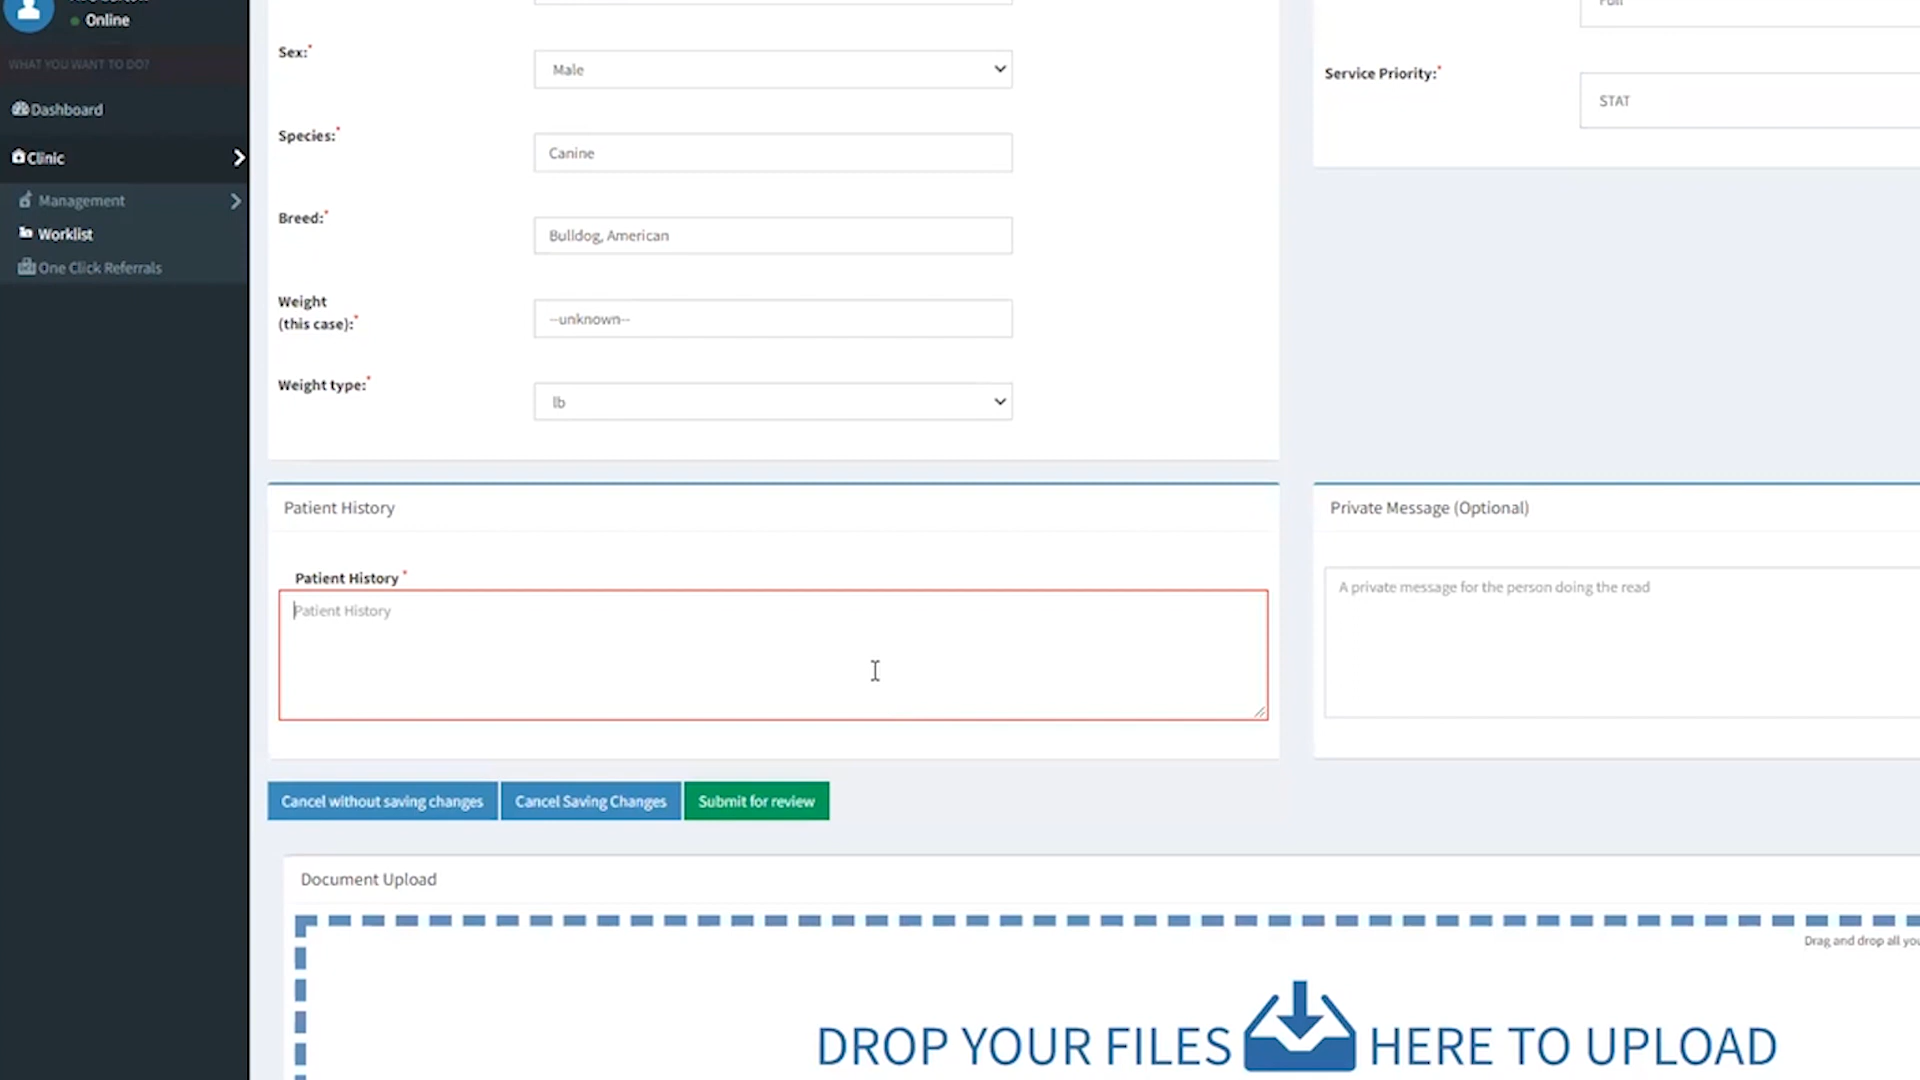 Online
WHAT YOU WANT TO DO?
Dashboard
Clinic
Management
Worklist
One Click Referrals
Sex:*
Male
Species:*
Canine
Breed:*
Bulldog, American
Weight
(this case):*
--unknown--
Weight type:*
lb
Service Priority:*
STAT
Patient History
Patient History *
Patient History
Private Message (Optional)
A private message for the person doing the read
Cancel without saving changes
Cancel Saving Changes
Submit for review
Document Upload
Drag and drop all
DROP YOUR FILES HERE TO UPLOAD